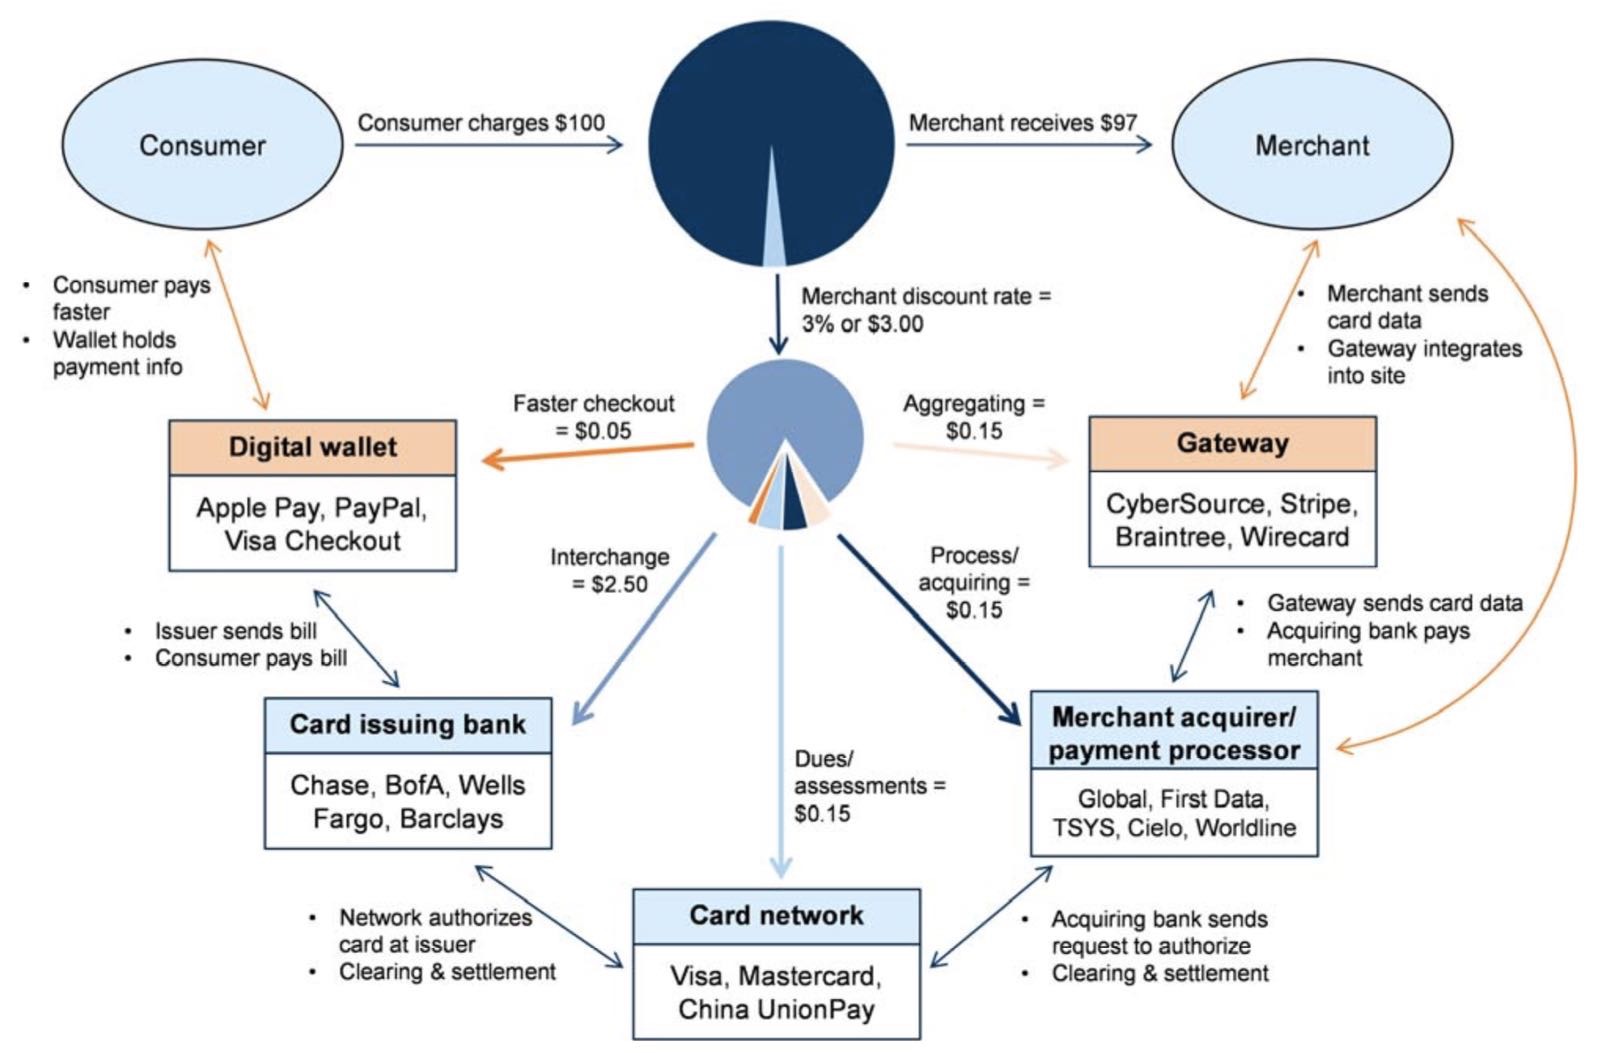 Consumer
Consumer charges $100
Merchant receives $97
Merchant
• Consumer pays
faster
• Wallet holds
payment info
Merchant discount rate =
3% or $3.00
• Merchant sends
card data
• Gateway integrates
into site
Faster checkout
= $0.05
Aggregating =
$0.15
Digital wallet
Apple Pay, PayPal,
Visa Checkout
Gateway
CyberSource, Stripe,
Braintree, Wirecard
Interchange
= $2.50
Process/
acquiring =
$0.15
• Issuer sends bill
• Consumer pays bill
• Gateway sends card data
• Acquiring bank pays
merchant
Card issuing bank
Chase, BofA, Wells
Fargo, Barclays
Dues/
assessments =
$0.15
Merchant acquirer/
payment processor
Global, First Data,
TSYS, Cielo, Worldline
• Network authorizes
card at issuer
• Clearing & settlement
Card network
Visa, Mastercard,
China UnionPay
• Acquiring bank sends
request to authorize
• Clearing & settlement